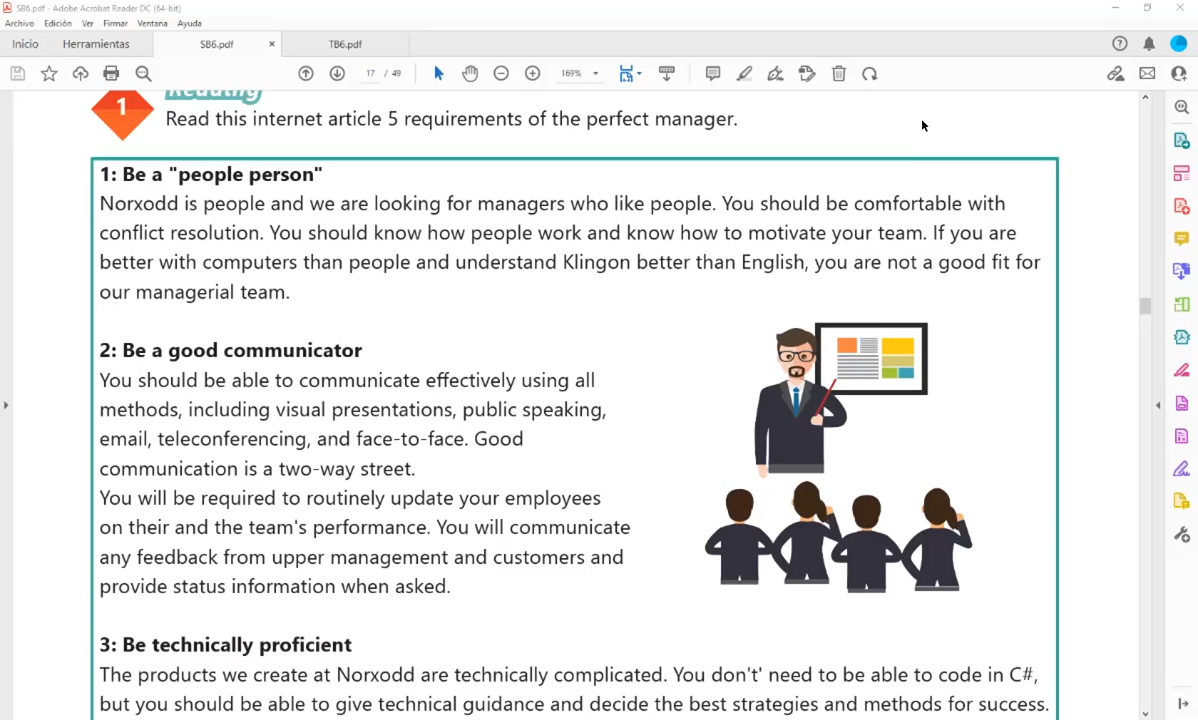 SB6.pdf - Adobe Acrobat Reader DC (64-bit)
Archivo Edición Ver Firmar Ventana Ayuda
Inicio Herramientas SB6.pdf × TB6.pdf
17 / 49 169%
1 Reading
Read this internet article 5 requirements of the perfect manager.
1: Be a "people person"
Norxodd is people and we are looking for managers who like people. You should be comfortable with
conflict resolution. You should know how people work and know how to motivate your team. If you are
better with computers than people and understand Klingon better than English, you are not a good fit for
our managerial team.
2: Be a good communicator
You should be able to communicate effectively using all
methods, including visual presentations, public speaking,
email, teleconferencing, and face-to-face. Good
communication is a two-way street.
You will be required to routinely update your employees
on their and the team's performance. You will communicate
any feedback from upper management and customers and
provide status information when asked.
3: Be technically proficient
The products we create at Norxodd are technically complicated. You don't' need to be able to code in C#,
but you should be able to give technical guidance and decide the best strategies and methods for success.